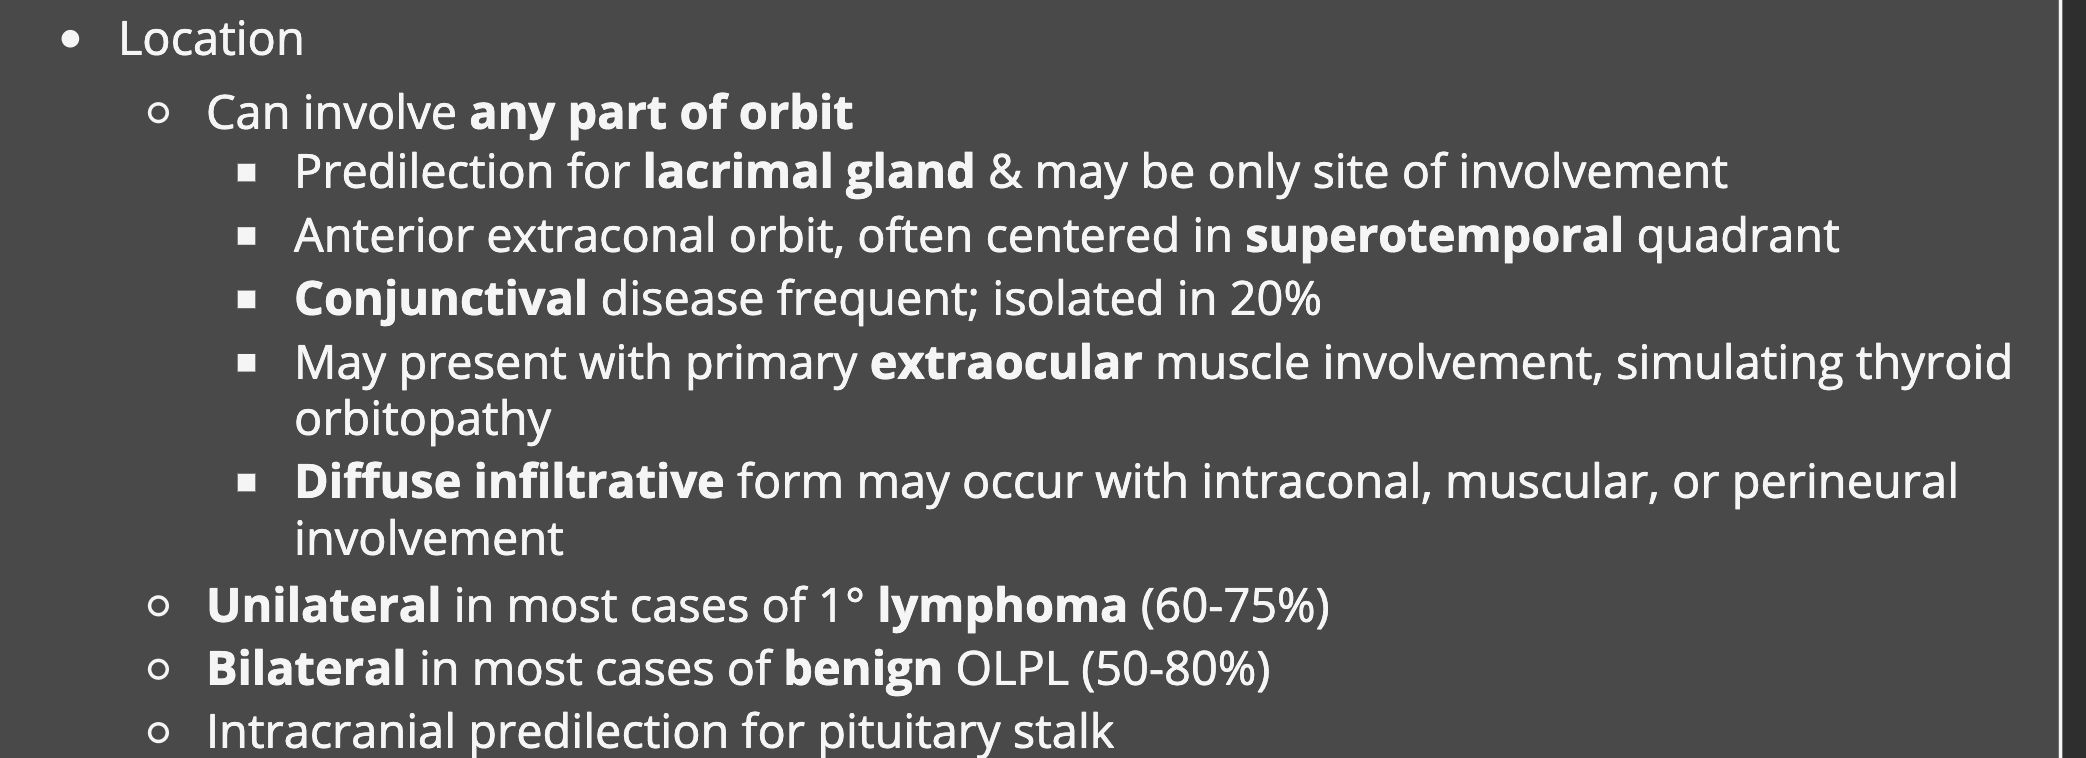 Location
Can involve any part of orbit
Predilection for lacrimal gland & may be only site of involvement
Anterior extraconal orbit, often centered in superotemporal quadrant
Conjunctival disease frequent; isolated in 20%
May present with primary extraocular muscle involvement, simulating thyroid
orbitopathy
Diffuse infiltrative form may occur with intraconal, muscular, or perineural
involvement
Unilateral in most cases of 1° lymphoma (60-75%)
Bilateral in most cases of benign OLPL (50-80%)
Intracranial predilection for pituitary stalk